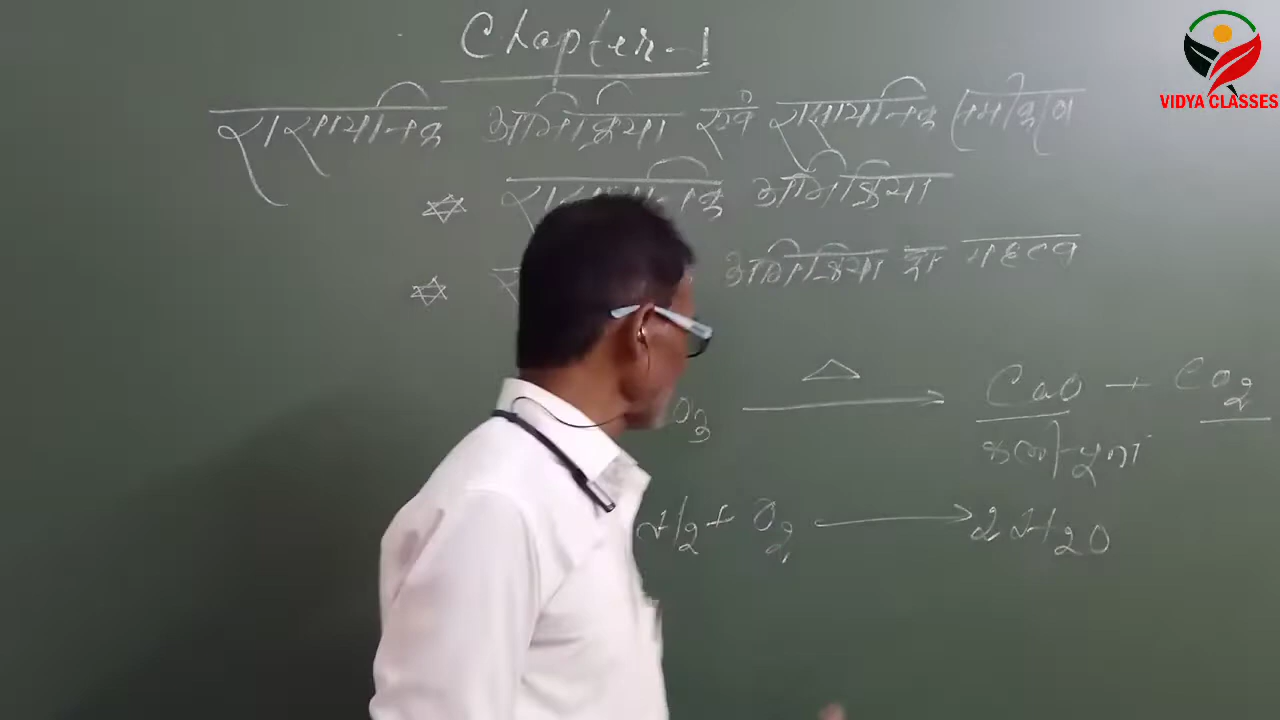 Chapter-1
VIDYA CLASSES
रासायनिक अभिक्रिया एवं रासायनिक समीकरण
रासायनिक अभिक्रिया
अभिक्रिया का महत्व
O3 △ → CaO + CO2
कली चुना
H2 + O2 → 2H2O